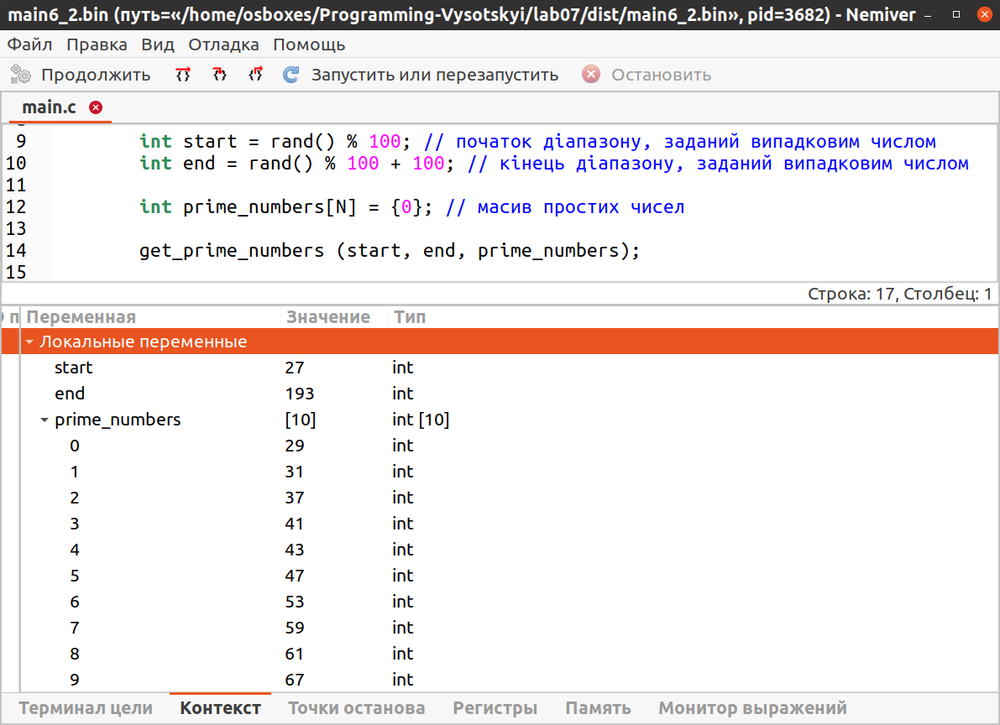 main6_2.bin (путь=«/home/osboxes/Programming-Vysotskyi/lab07/dist/main6_2.bin», pid=3682) - Nemiver
Файл Правка Вид Отладка Помощь
Продолжить Запустить или перезапустить Остановить
main.c
9 int start = rand() % 100; // початок діапазону, заданий випадковим числом
10 int end = rand() % 100 + 100; // кінець діапазону, заданий випадковим числом
11
12 int prime_numbers[N] = {0}; // масив простих чисел
13
14 get_prime_numbers (start, end, prime_numbers);
15
Строка: 17, Столбец: 1
Переменная Значение Тип
Локальные переменные
start 27 int
end 193 int
prime_numbers [10] int [10]
0 29 int
1 31 int
2 37 int
3 41 int
4 43 int
5 47 int
6 53 int
7 59 int
8 61 int
9 67 int
Терминал цели Контекст Точки останова Регистры Память Монитор выражений